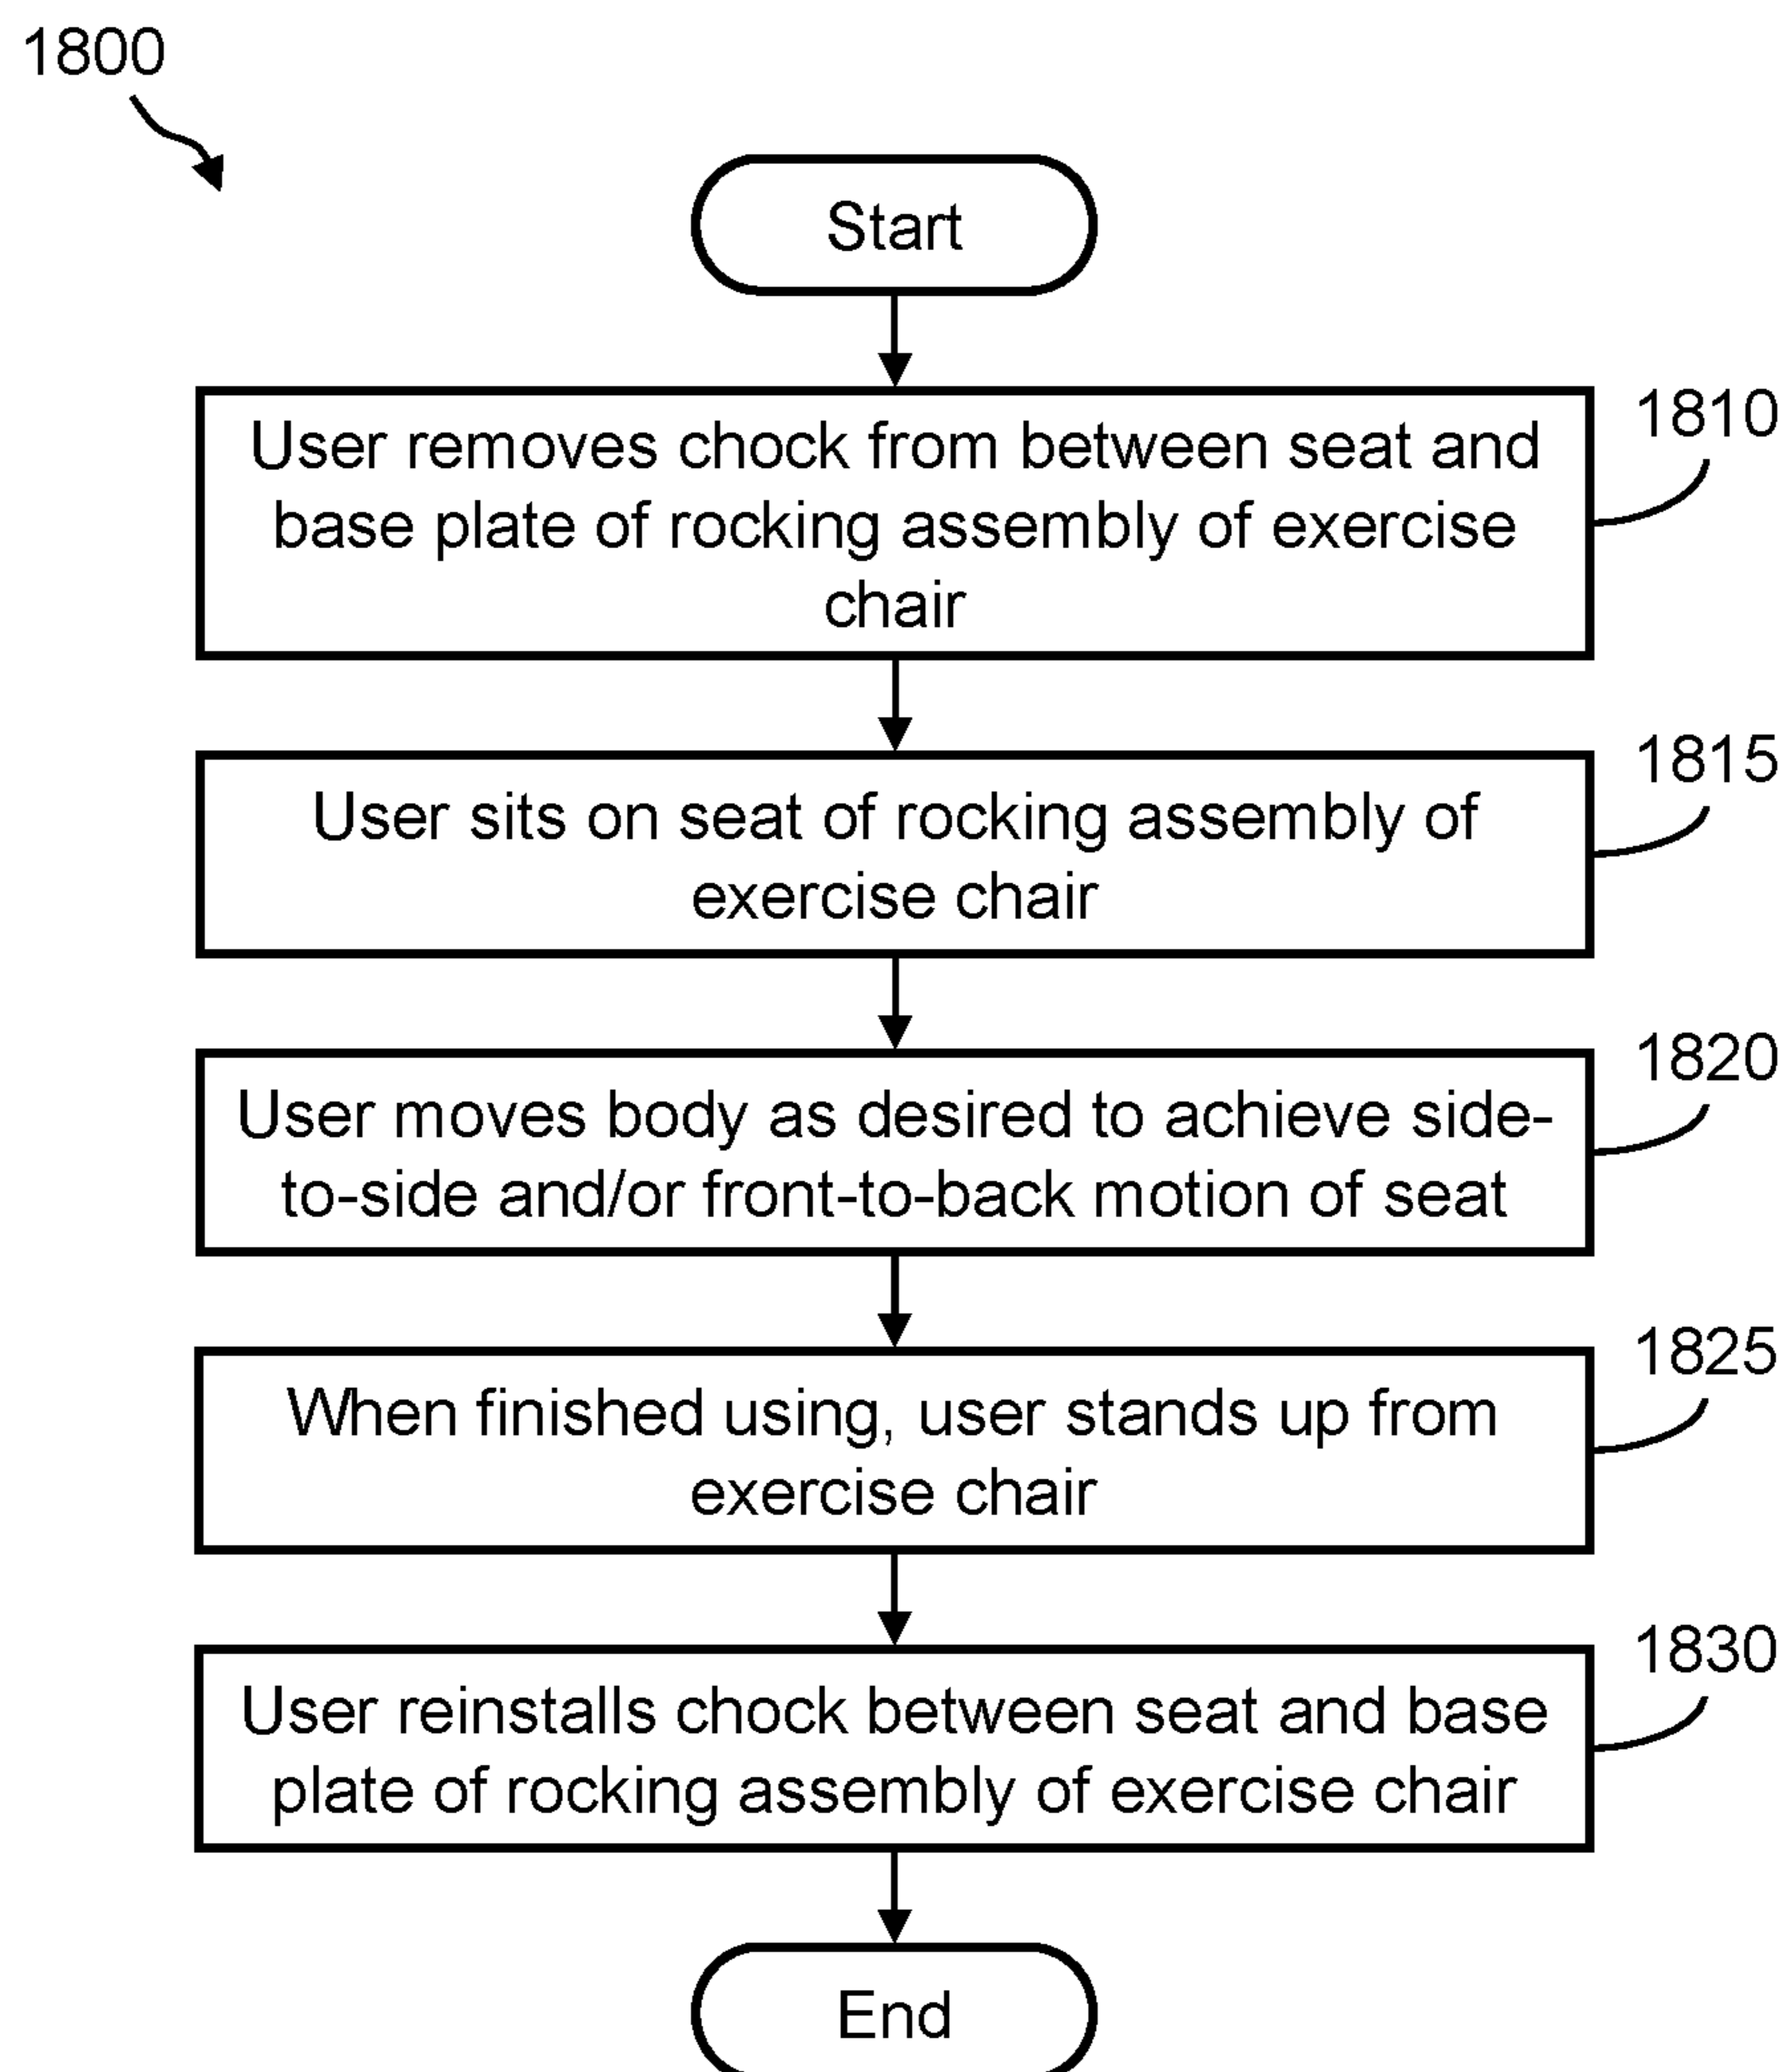 1800
Start
User removes chock from between seat and
base plate of rocking assembly of exercise
chair
1810
User sits on seat of rocking assembly of
exercise chair
1815
User moves body as desired to achieve side-
to-side and/or front-to-back motion of seat
1820
When finished using, user stands up from
exercise chair
1825
User reinstalls chock between seat and base
plate of rocking assembly of exercise chair
1830
End